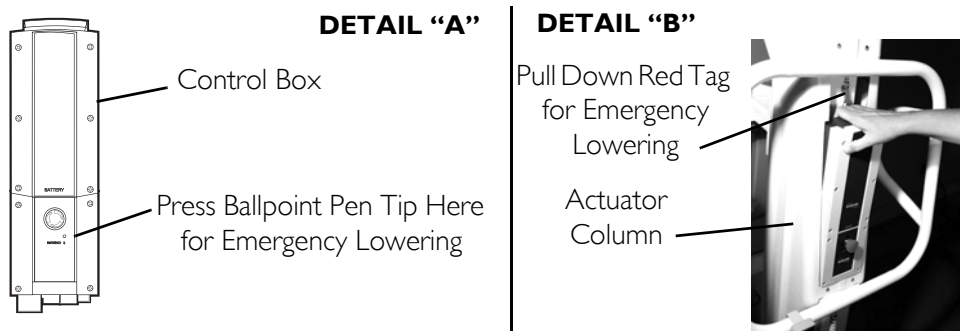 DETAIL “A”
Control Box
BATTERY
Press Ballpoint Pen Tip Here
for Emergency Lowering
DETAIL “B”
Pull Down Red Tag
for Emergency
Lowering
Actuator
Column